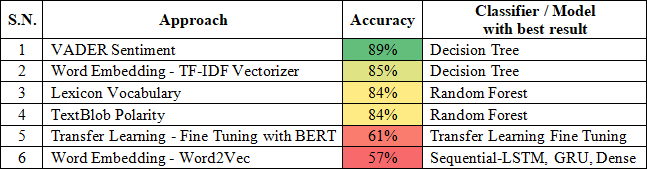 S.N. Approach Accuracy Classifier / Model with best result
1 VADER Sentiment 89% Decision Tree
2 Word Embedding - TF-IDF Vectorizer 85% Decision Tree
3 Lexicon Vocabulary 84% Random Forest
4 TextBlob Polarity 84% Random Forest
5 Transfer Learning - Fine Tuning with BERT 61% Transfer Learning Fine Tuning
6 Word Embedding - Word2Vec 57% Sequential-LSTM, GRU, Dense